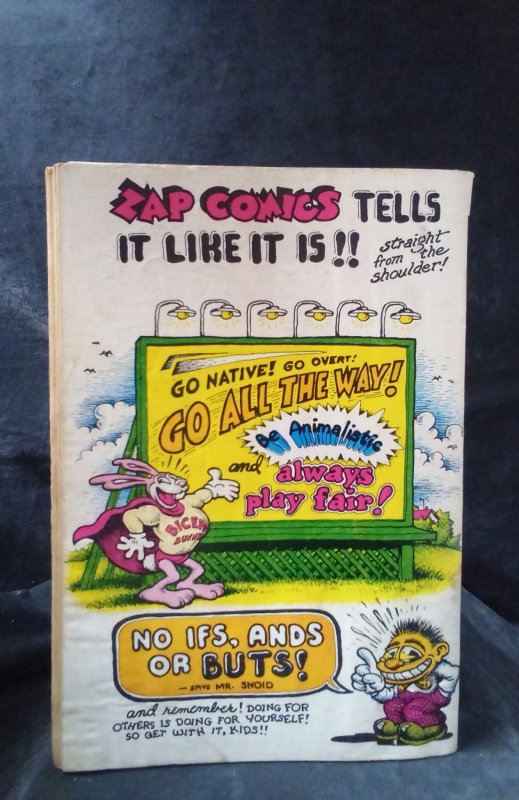 ZAP COMICS TELLS
IT LIKE IT IS!!
straight
from the
shoulder!
GO NATIVE! GO OVERT!
GO ALL THE WAY!
Be Animalistic
and always
play fair!
NO IFS, ANDS
OR BUTS!
— SAYS MR. SNOID
and remember! DOING FOR
OTHERS IS DOING FOR YOURSELF!
SO GET WITH IT, KIDS!!